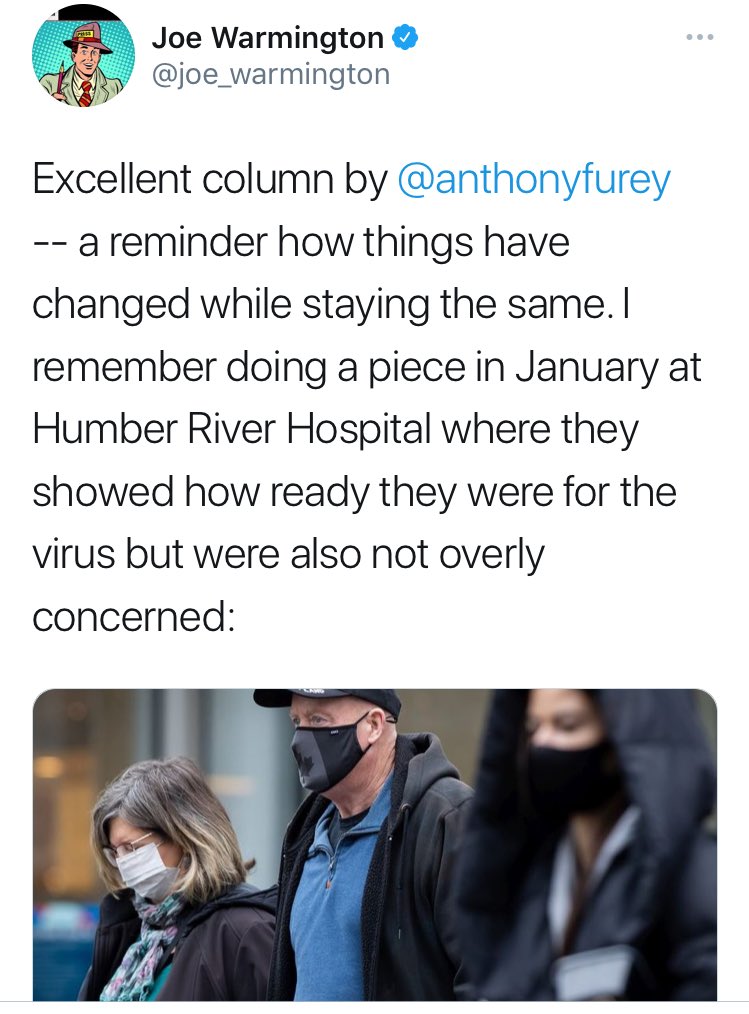 Joe Warmington
@joe_warmington
Excellent column by @anthonyfurey
-- a reminder how things have
changed while staying the same. I
remember doing a piece in January at
Humber River Hospital where they
showed how ready they were for the
virus but were also not overly
concerned: